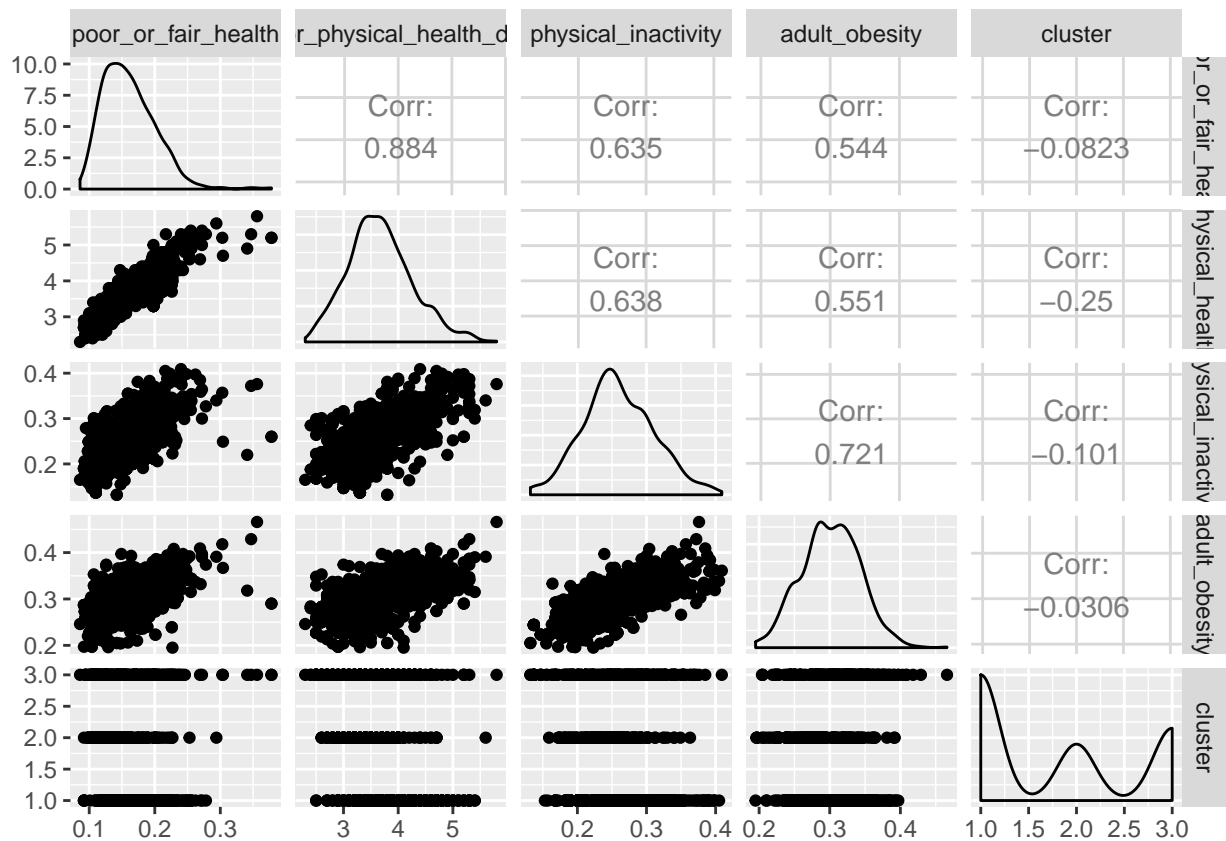 poor_or_fair_health r_physical_health_d physical_inactivity adult_obesity cluster
10.0
7.5
5.0
2.5
0.0
Corr:
0.884
Corr:
0.635
Corr:
0.544
Corr:
−0.0823
or_or_fair_hea
5
4
3
Corr:
0.638
Corr:
0.551
Corr:
−0.25
hysical_healt
0.4
0.3
0.2
Corr:
0.721
Corr:
−0.101
ysical_inactiv
0.4
0.3
0.2
Corr:
−0.0306
adult_obesity
3.0
2.5
2.0
1.5
1.0
cluster
0.1 0.2 0.3 3 4 5 0.2 0.3 0.4 0.2 0.3 0.4 1.0 1.5 2.0 2.5 3.0